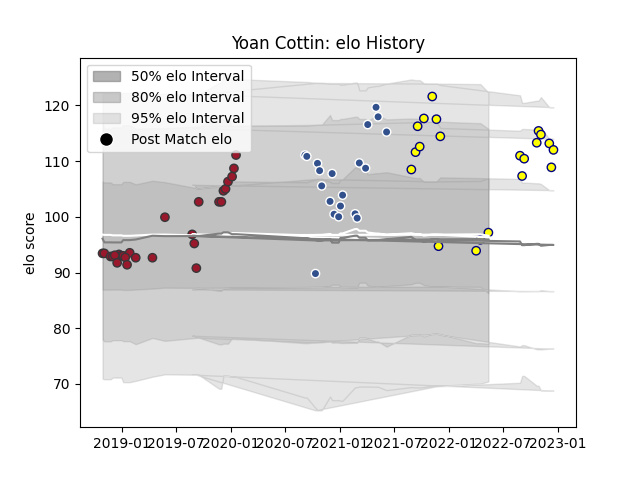 Yoan Cottin: elo History
50% elo Interval
80% elo Interval
95% elo Interval
Post Match elo
elo score
120
110
100
90
80
70
2019-01 2019-07 2020-01 2020-07 2021-01 2021-07 2022-01 2022-07 2023-01